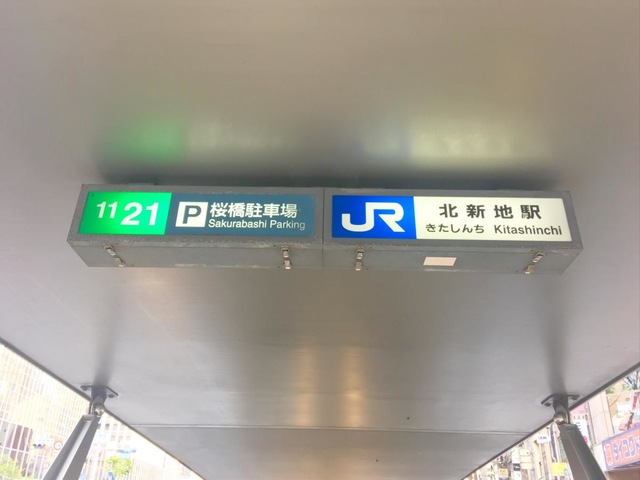 11 21
P 桜橋駐車場
Sakurabashi Parking
JR 北新地駅
きたしんち Kitashinchi